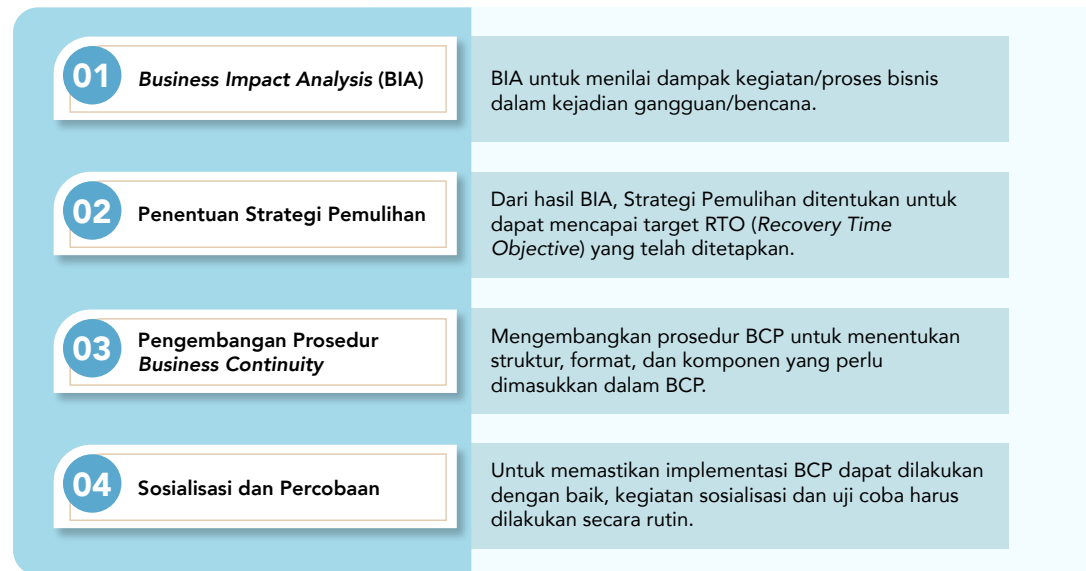 01
Business Impact Analysis (BIA)
BIA untuk menilai dampak kegiatan/proses bisnis
dalam kejadian gangguan/bencana.
02
Penentuan Strategi Pemulihan
Dari hasil BIA, Strategi Pemulihan ditentukan untuk
dapat mencapai target RTO (Recovery Time
Objective) yang telah ditetapkan.
03
Pengembangan Prosedur
Business Continuity
Mengembangkan prosedur BCP untuk menentukan
struktur, format, dan komponen yang perlu
dimasukkan dalam BCP.
04
Sosialisasi dan Percobaan
Untuk memastikan implementasi BCP dapat dilakukan
dengan baik, kegiatan sosialisasi dan uji coba harus
dilakukan secara rutin.